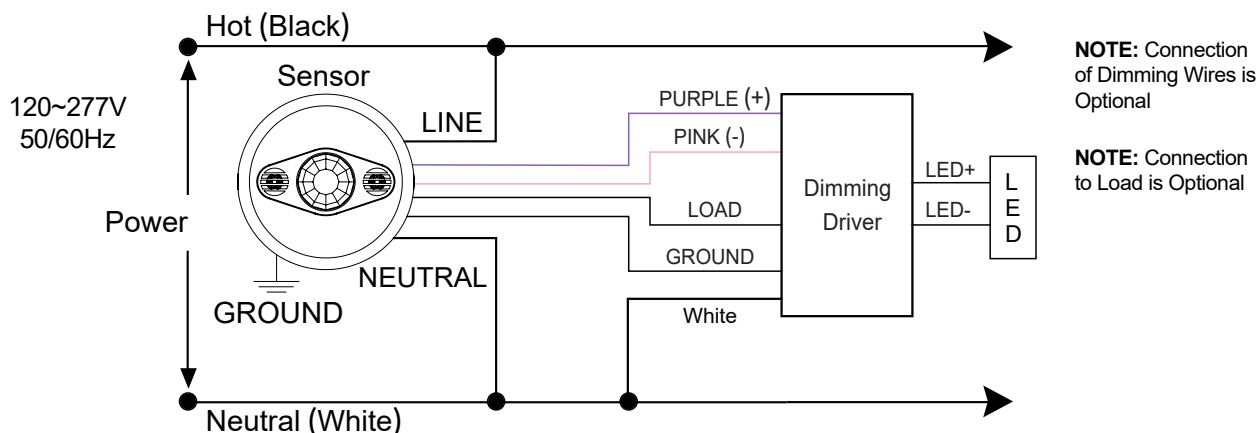 Hot (Black)
Sensor
120~277V
50/60Hz
LINE
PURPLE (+)
PINK (-)
Power
LOAD
GROUND
NEUTRAL
GROUND
White
Dimming
Driver
LED+
LED-
L
E
D
Neutral (White)
NOTE: Connection
of Dimming Wires is
Optional
NOTE: Connection
to Load is Optional